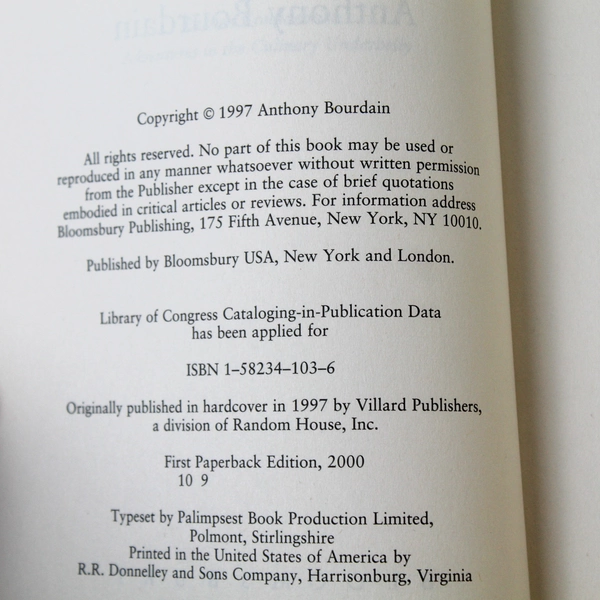 Copyright © 1997 Anthony Bourdain
All rights reserved. No part of this book may be used or
reproduced in any manner whatsoever without written permission
from the Publisher except in the case of brief quotations
embodied in critical articles or reviews. For information address
Bloomsbury Publishing, 175 Fifth Avenue, New York, NY 10010.
Published by Bloomsbury USA, New York and London.
Library of Congress Cataloging-in-Publication Data
has been applied for
ISBN 1–58234–103–6
Originally published in hardcover in 1997 by Villard Publishers,
a division of Random House, Inc.
First Paperback Edition, 2000
10 9
Typeset by Palimpsest Book Production Limited,
Polmont, Stirlingshire
Printed in the United States of America by
R.R. Donnelley and Sons Company, Harrisonburg, Virginia